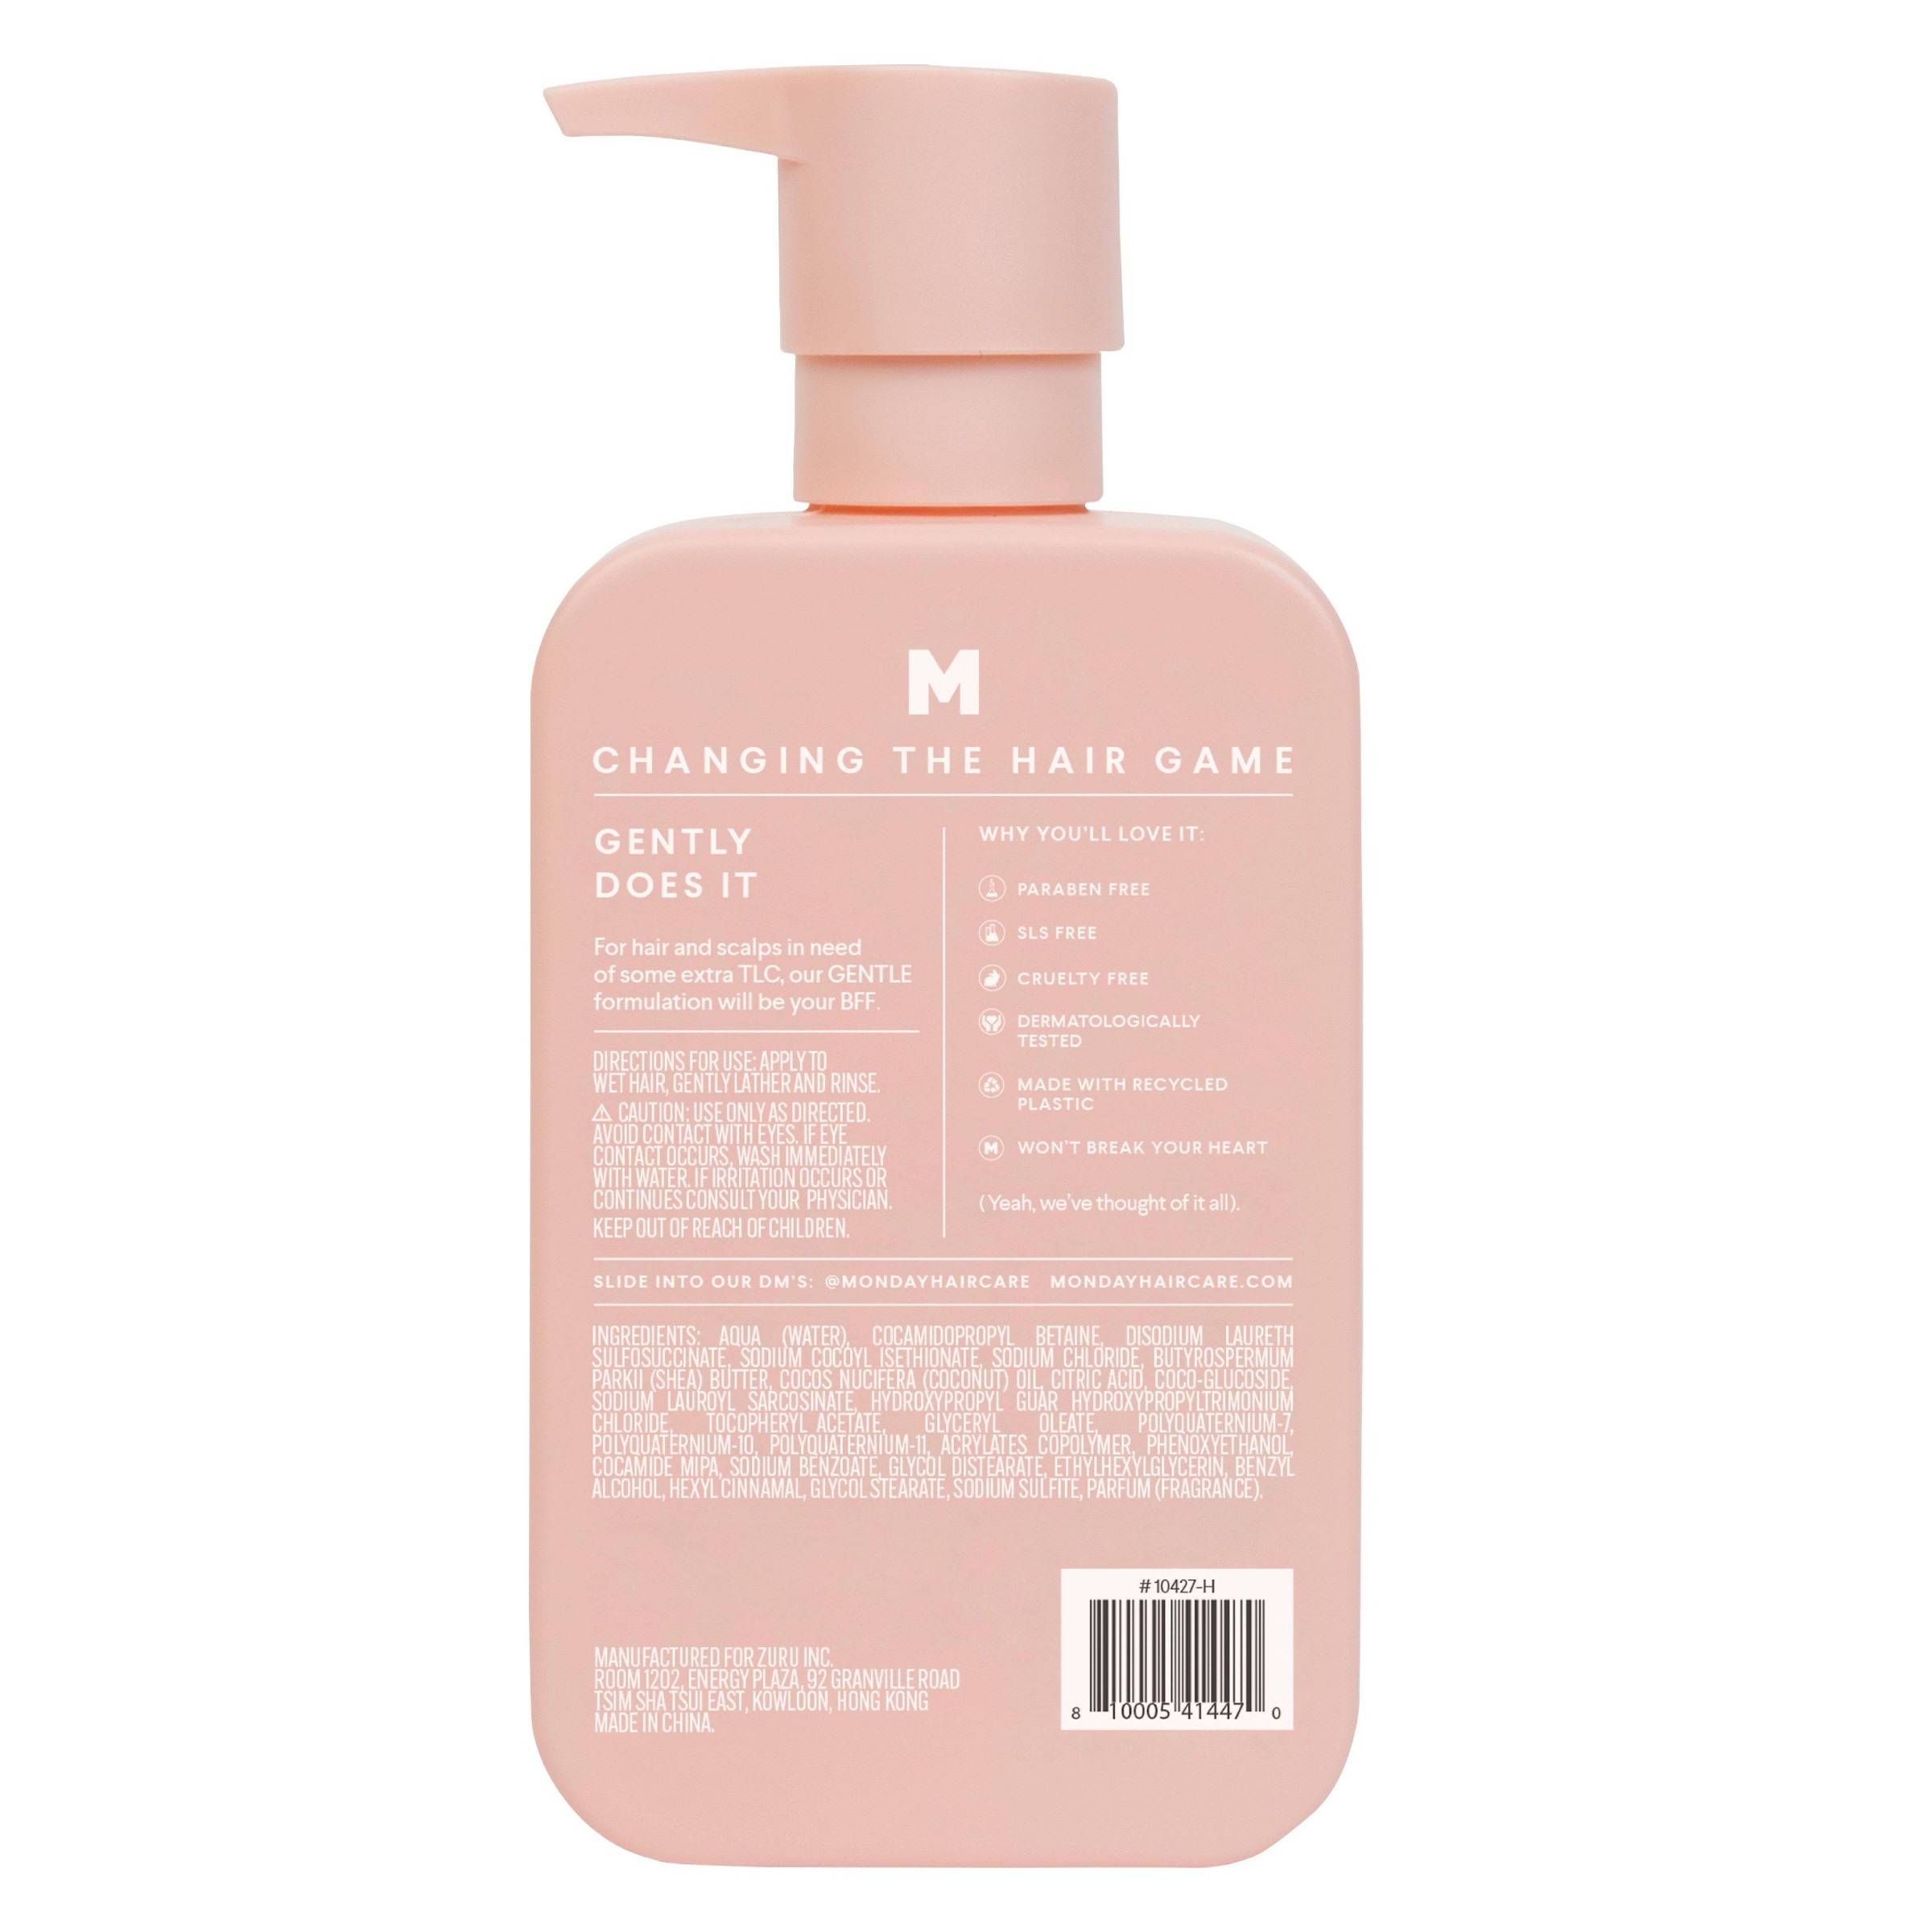 M
CHANGING THE HAIR GAME
GENTLY
DOES IT
For hair and scalps in need
of some extra TLC, our GENTLE
formulation will be your BFF.
DIRECTIONS FOR USE: APPLY TO
WET HAIR, GENTLY LATHER AND RINSE.
⚠ CAUTION: USE ONLY AS DIRECTED.
AVOID CONTACT WITH EYES. IF EYE
CONTACT OCCURS, WASH IMMEDIATELY
WITH WATER. IF IRRITATION OCCURS OR
CONTINUES CONSULT YOUR PHYSICIAN.
KEEP OUT OF REACH OF CHILDREN.
WHY YOU'LL LOVE IT:
PARABEN FREE
SLS FREE
CRUELTY FREE
DERMATOLOGICALLY
TESTED
MADE WITH RECYCLED
PLASTIC
M WON'T BREAK YOUR HEART
(Yeah, we've thought of it all).
SLIDE INTO OUR DM'S: @MONDAYHAIRCARE MONDAYHAIRCARE.COM
INGREDIENTS: AQUA (WATER), COCAMIDOPROPYL BETAINE, DISODIUM LAURETH
SULFOSUCCINATE, SODIUM COCOYL ISETHIONATE, SODIUM CHLORIDE, BUTYROSPERMUM
PARKII (SHEA) BUTTER, COCOS NUCIFERA (COCONUT) OIL, CITRIC ACID, COCO-GLUCOSIDE,
SODIUM LAUROYL SARCOSINATE, HYDROXYPROPYL GUAR HYDROXYPROPYLTRIMONIUM
CHLORIDE, TOCOPHERYL ACETATE, GLYCERYL OLEATE, POLYQUATERNIUM-7,
POLYQUATERNIUM-10, POLYQUATERNIUM-11, ACRYLATES COPOLYMER, PHENOXYETHANOL,
COCAMIDE MIPA, SODIUM BENZOATE, GLYCOL DISTEARATE, ETHYLHEXYLGLYCERIN, BENZYL
ALCOHOL, HEXYL CINNAMAL, GLYCOL STEARATE, SODIUM SULFITE, PARFUM (FRAGRANCE).
MANUFACTURED FOR ZURU INC.
ROOM 1202, ENERGY PLAZA, 92 GRANVILLE ROAD
TSIM SHA TSUI EAST, KOWLOON, HONG KONG
MADE IN CHINA.
#10427-H
8 10005 41447 0